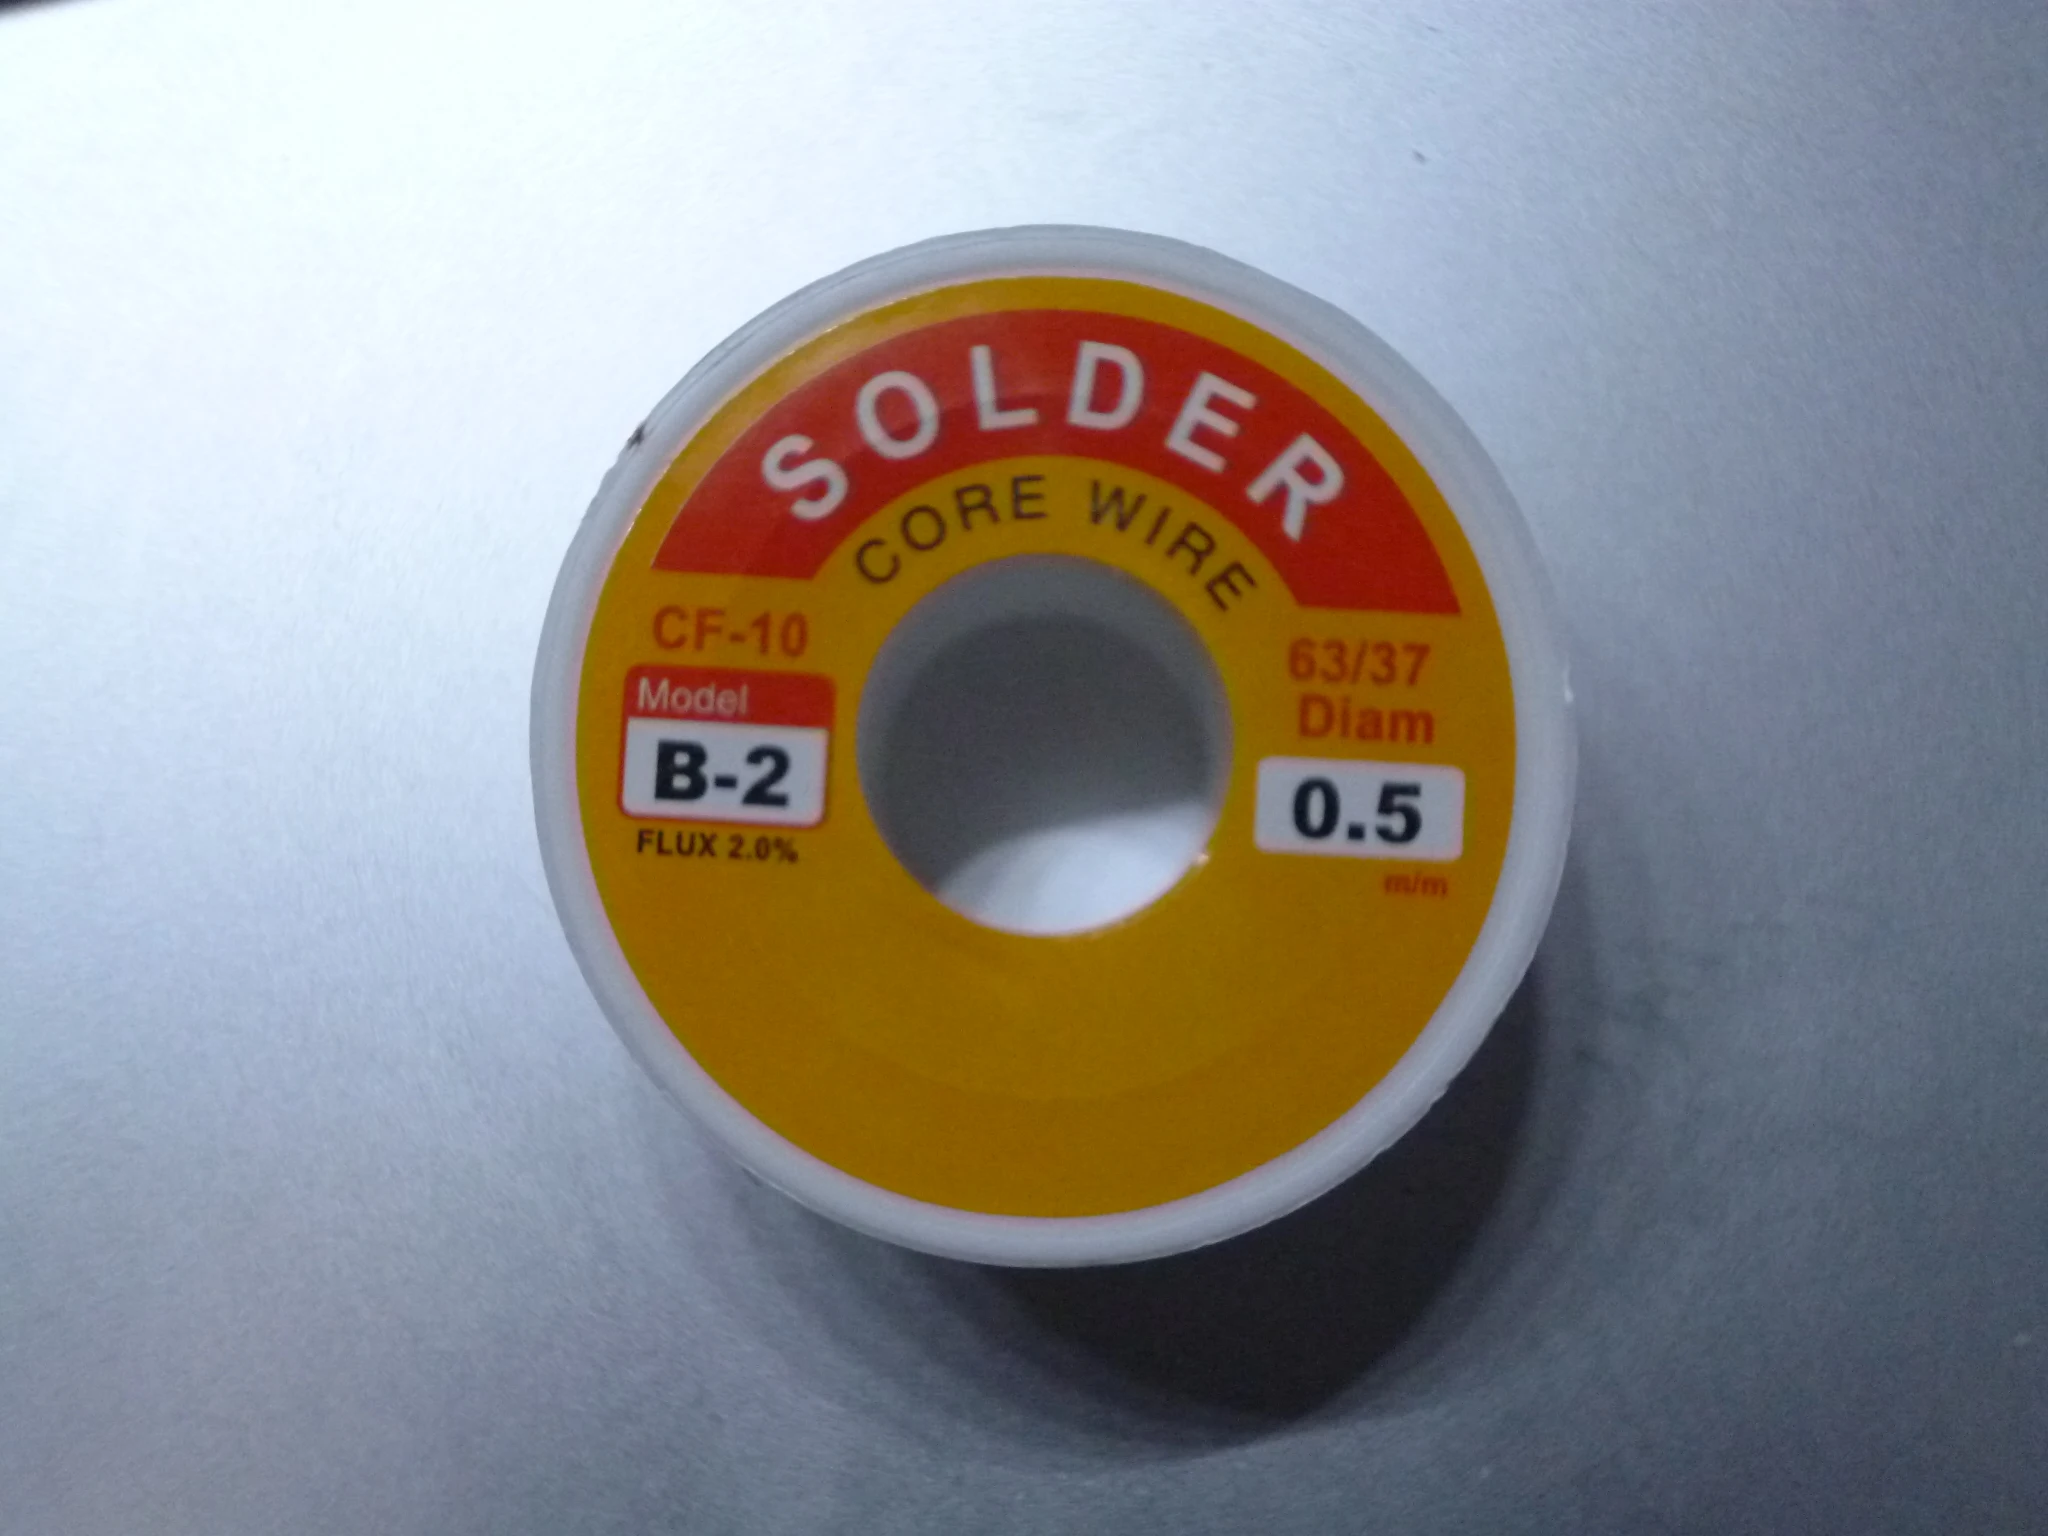 SOLDER
CORE WIRE
CF-10
Model
B-2
FLUX 2.0%
63/37
Diam
0.5
m/m